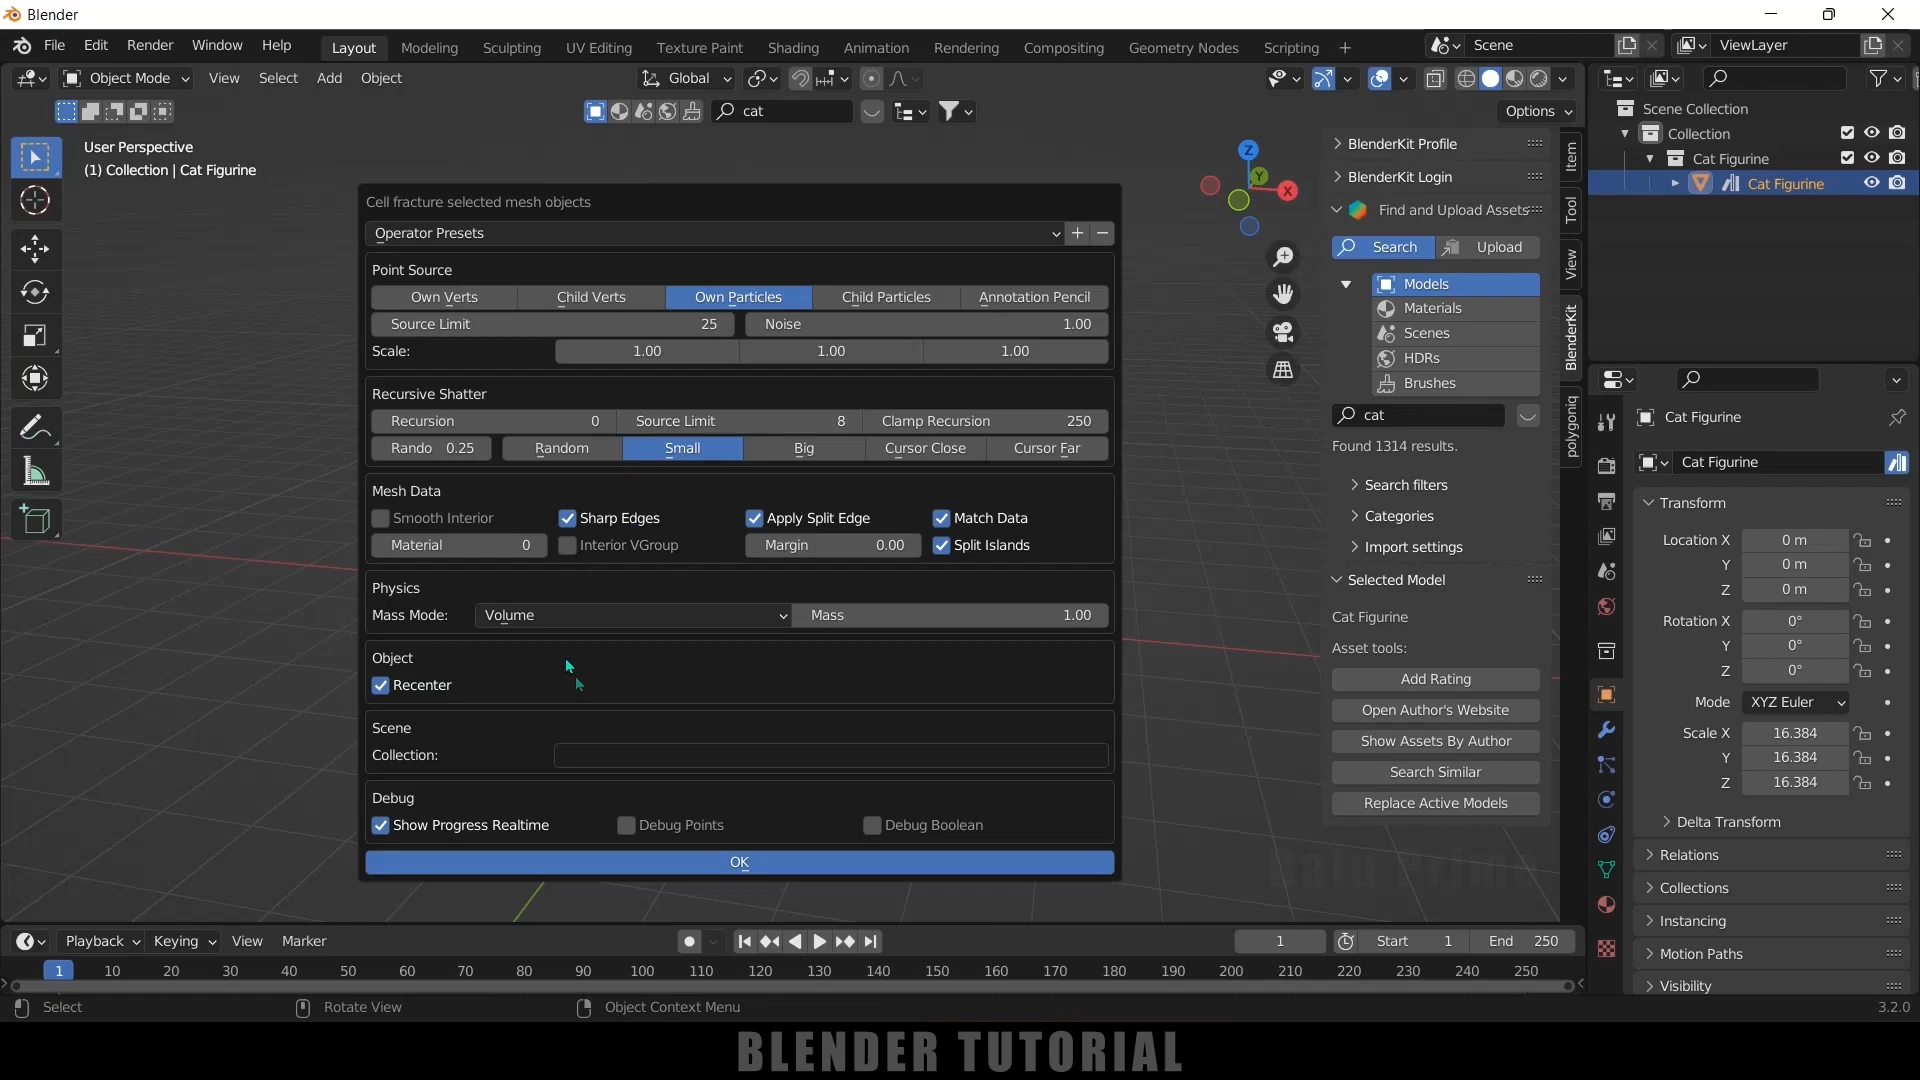 Blender
File Edit Render Window Help Layout Modeling Sculpting UV Editing Texture Paint Shading Animation Rendering Compositing Geometry Nodes Scripting + Scene ViewLayer
Object Mode View Select Add Object Global
cat Options
User Perspective
(1) Collection | Cat Figurine
Z
Y
X
Cell fracture selected mesh objects
Operator Presets
Point Source
Own Verts Child Verts Own Particles Child Particles Annotation Pencil
Source Limit 25 Noise 1.00
Scale: 1.00 1.00 1.00
Recursive Shatter
Recursion 0 Source Limit 8 Clamp Recursion 250
Rando 0.25 Random Small Big Cursor Close Cursor Far
Mesh Data
Smooth Interior Sharp Edges Apply Split Edge Match Data
Material 0 Interior VGroup Margin 0.00 Split Islands
Physics
Mass Mode: Volume Mass 1.00
Object
Recenter
Scene
Collection:
Debug
Show Progress Realtime Debug Points Debug Boolean
OK
BlenderKit Profile
BlenderKit Login
Find and Upload Assets
Search Upload
Models
Materials
Scenes
HDRs
Brushes
cat
Found 1314 results.
Search filters
Categories
Import settings
Selected Model
Cat Figurine
Asset tools:
Add Rating
Open Author's Website
Show Assets By Author
Search Similar
Replace Active Models
Ralu Prime
Item
Tool
View
BlenderKit
polygoniq
Scene Collection
Collection
Cat Figurine
Cat Figurine
Cat Figurine
Cat Figurine
Transform
Location X 0 m
Y 0 m
Z 0 m
Rotation X 0°
Y 0°
Z 0°
Mode XYZ Euler
Scale X 16.384
Y 16.384
Z 16.384
Delta Transform
Relations
Collections
Instancing
Motion Paths
Visibility
Playback Keying View Marker 1 Start 1 End 250
1 10 20 30 40 50 60 70 80 90 100 110 120 130 140 150 160 170 180 190 200 210 220 230 240 250
Select Rotate View Object Context Menu 3.2.0
BLENDER TUTORIAL